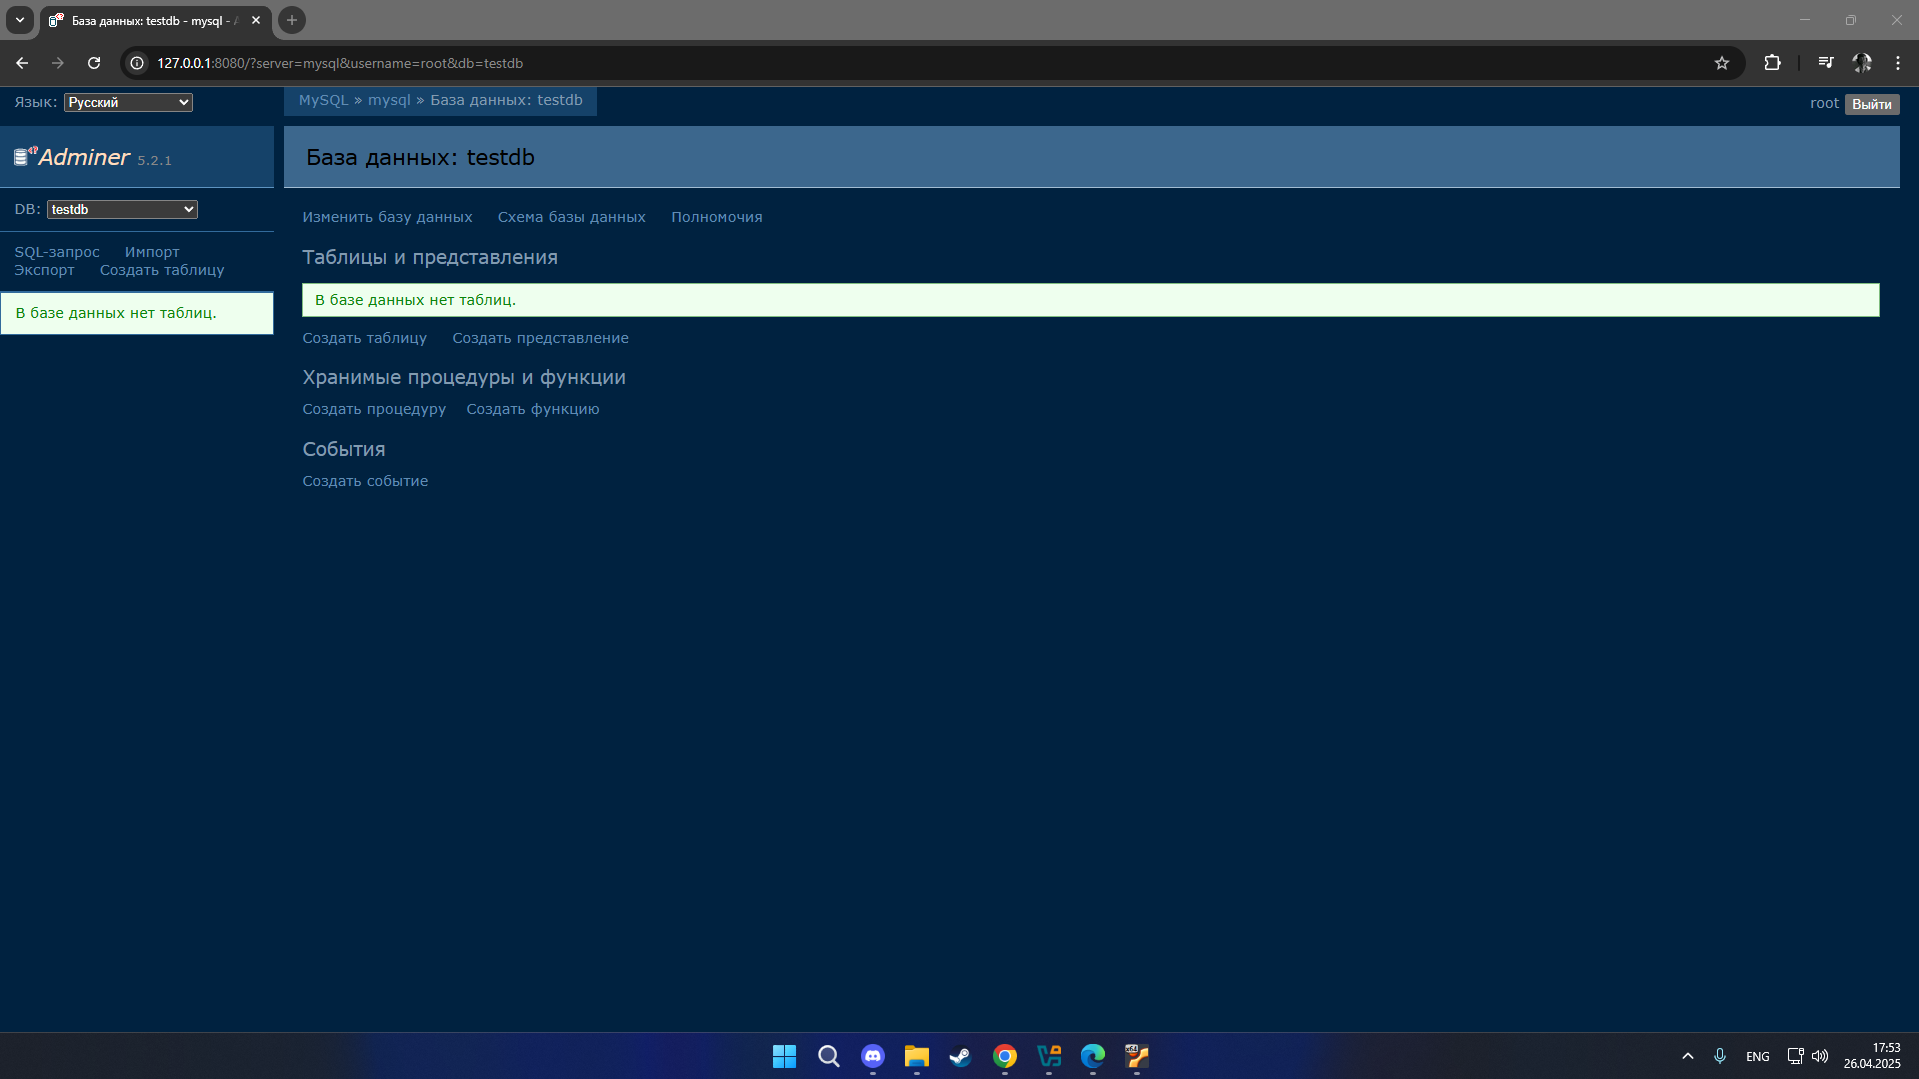 База данных: testdb - mysql -
127.0.0.1:8080/?server=mysql&username=root&db=testdb
Язык: Русский
MySQL » mysql » База данных: testdb
root Выйти
Adminer 5.2.1
База данных: testdb
DB: testdb
Изменить базу данных Схема базы данных Полномочия
SQL-запрос Импорт
Экспорт Создать таблицу
В базе данных нет таблиц.
Таблицы и представления
В базе данных нет таблиц.
Создать таблицу Создать представление
Хранимые процедуры и функции
Создать процедуру Создать функцию
События
Создать событие
ENG
17:53
26.04.2025